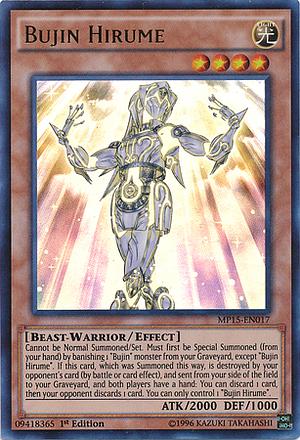 BUJIN HIRUME
LIGHT
光
MP15-EN017
[BEAST-WARRIOR/EFFECT]
Cannot be Normal Summoned/Set. Must first be Special Summoned (from
your hand) by banishing 1 "Bujin" monster from your Graveyard, except "Bujin
Hirume". If this card, which was Summoned this way, is destroyed by your
opponent's card (by battle or card effect), and sent from your side of the field
to your Graveyard, and both players have a hand: You can discard 1 card,
then your opponent discards 1 card. You can only control 1 "Bujin Hirume".
ATK/2000 DEF/1000
09418365 1st Edition ©1996 KAZUKI TAKAHASHI